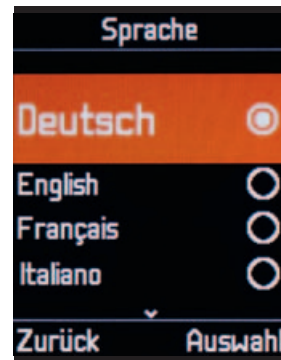 Sprache
Deutsch
English
Français
Italiano
Zurück Auswahl